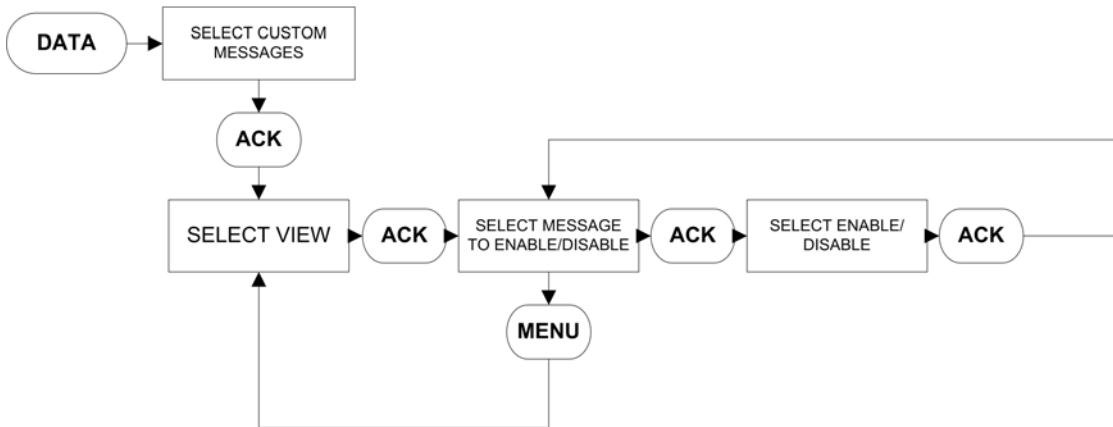 DATA
SELECT CUSTOM
MESSAGES
ACK
SELECT VIEW
ACK
SELECT MESSAGE
TO ENABLE/DISABLE
ACK
SELECT ENABLE/
DISABLE
ACK
MENU